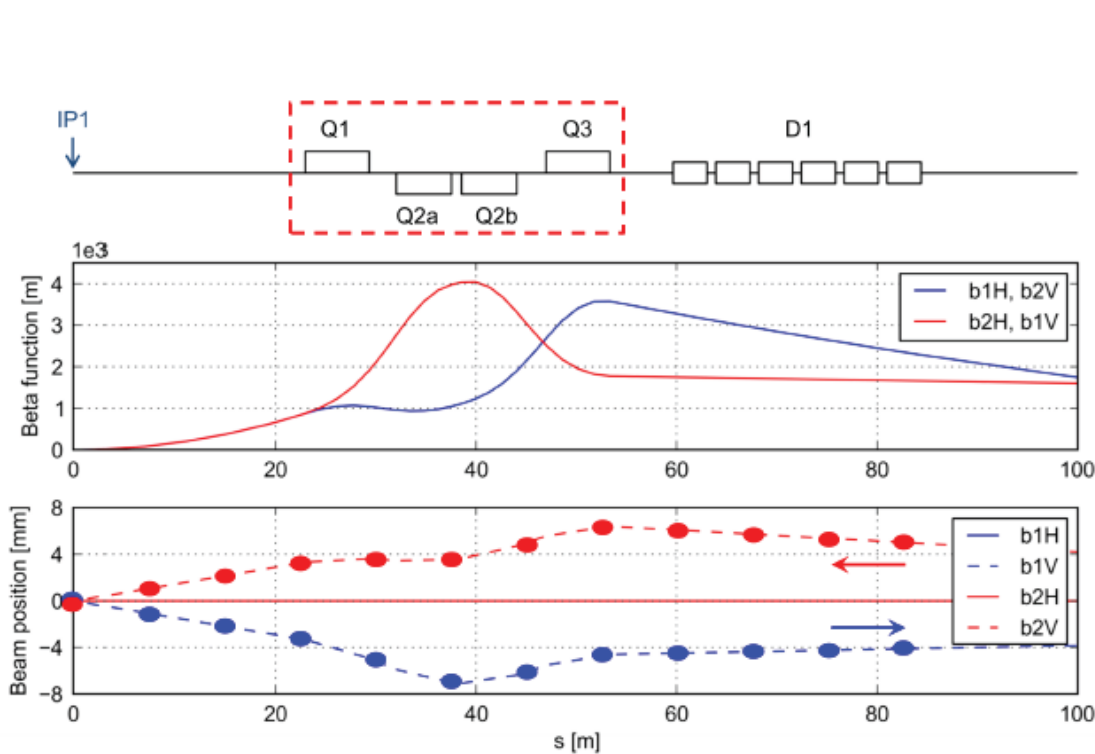 IP1
Q1
Q3
D1
Q2a
Q2b
1e3
Beta function [m]
4
3
2
1
0
b1H, b2V
b2H, b1V
0 20 40 60 80 100
Beam position [mm]
8
4
0
−4
−8
b1H
b1V
b2H
b2V
0 20 40 60 80 100
s [m]